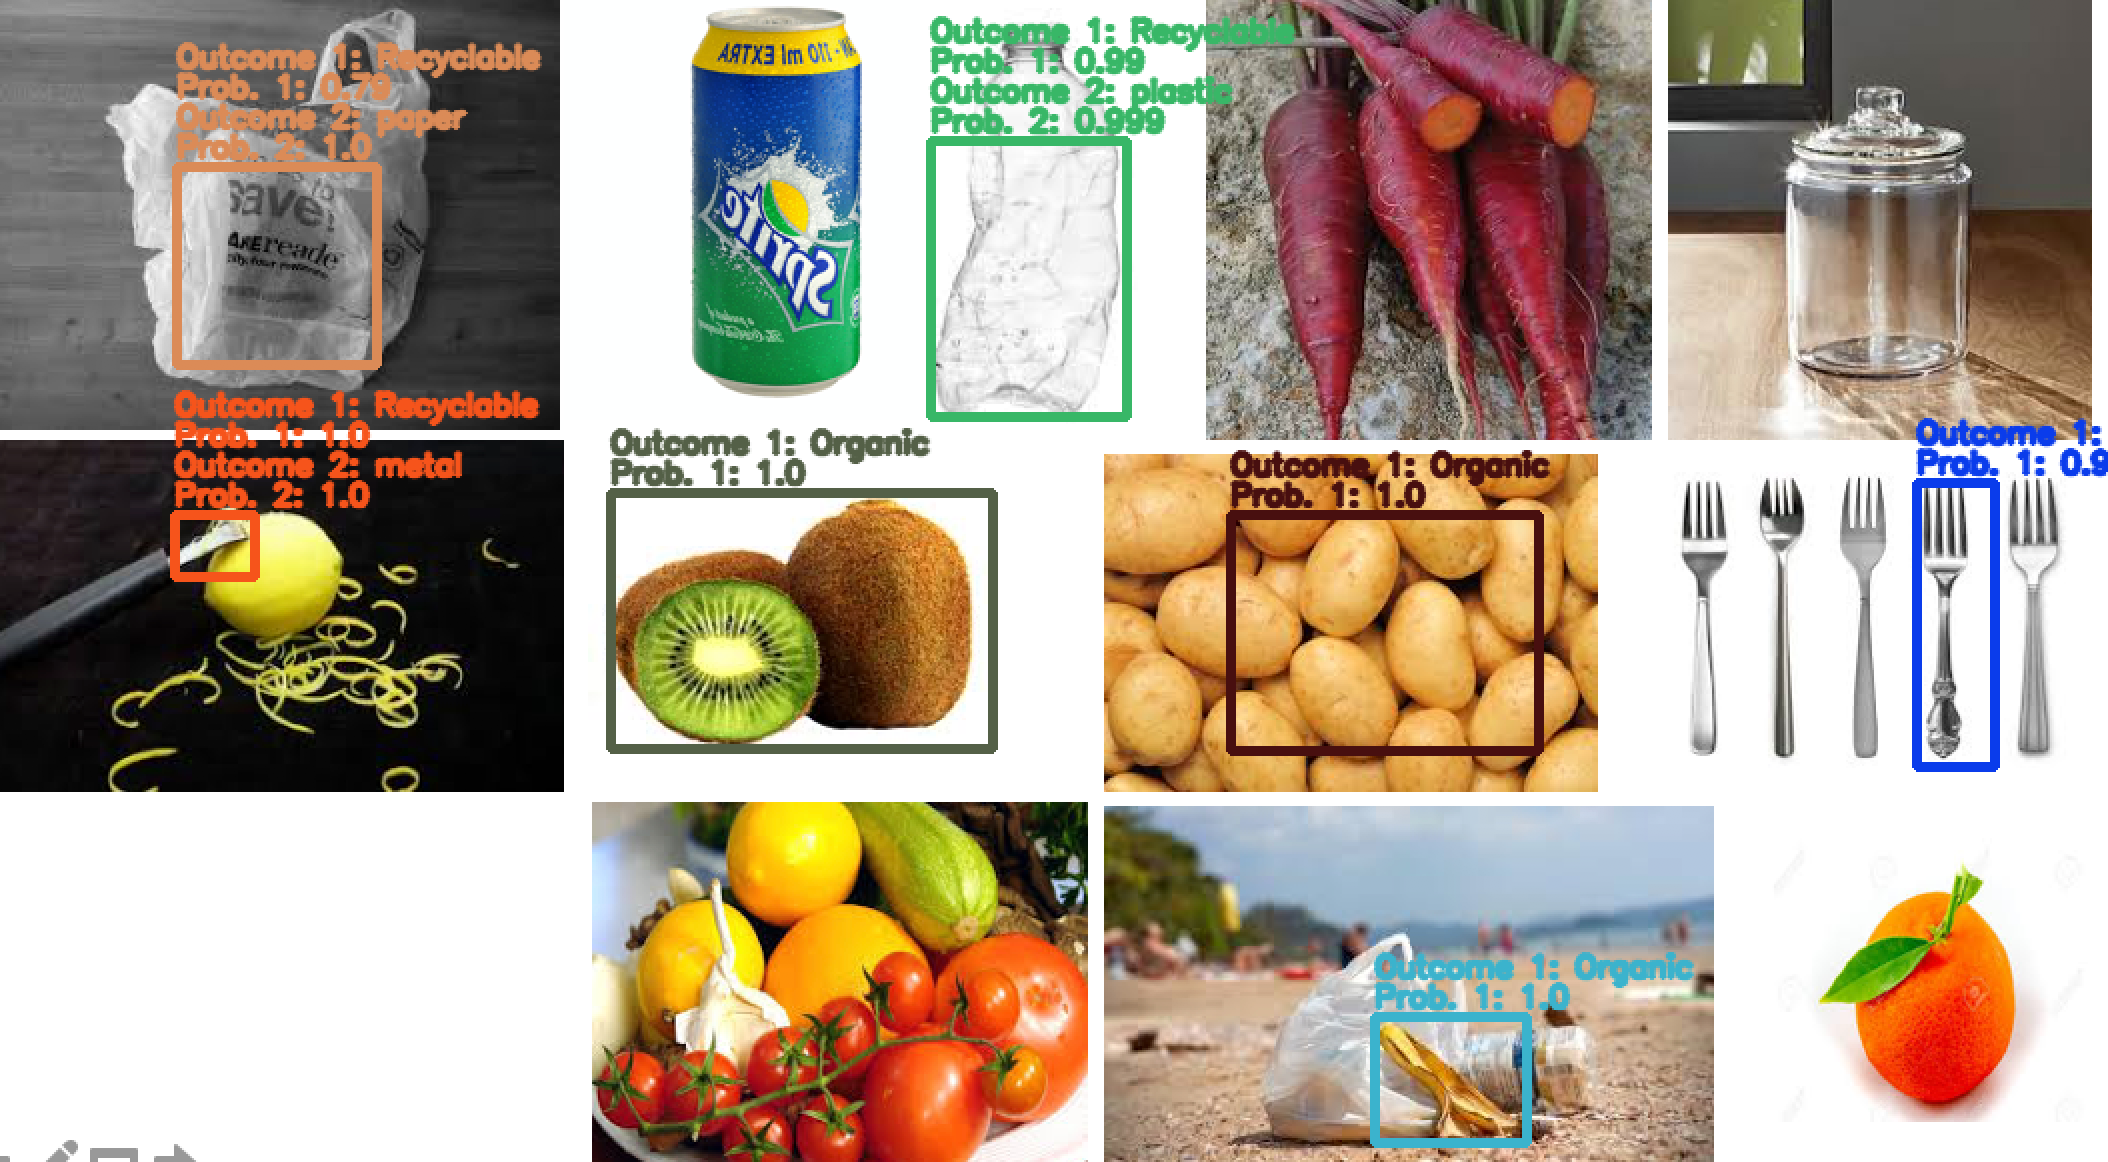 Outcome 1: Recyclable
Prob. 1: 0.79
Outcome 2: paper
Prob. 2: 1.0
save!
reade
EXTRA 110 ml
Sprite
Outcome 1: Recyclable
Prob. 1: 0.99
Outcome 2: plastic
Prob. 2: 0.999
Outcome 1: Recyclable
Prob. 1: 1.0
Outcome 2: metal
Prob. 2: 1.0
Outcome 1: Organic
Prob. 1: 1.0
Outcome 1: Organic
Prob. 1: 1.0
Outcome 1:
Prob. 1: 0.9
Outcome 1: Organic
Prob. 1: 1.0